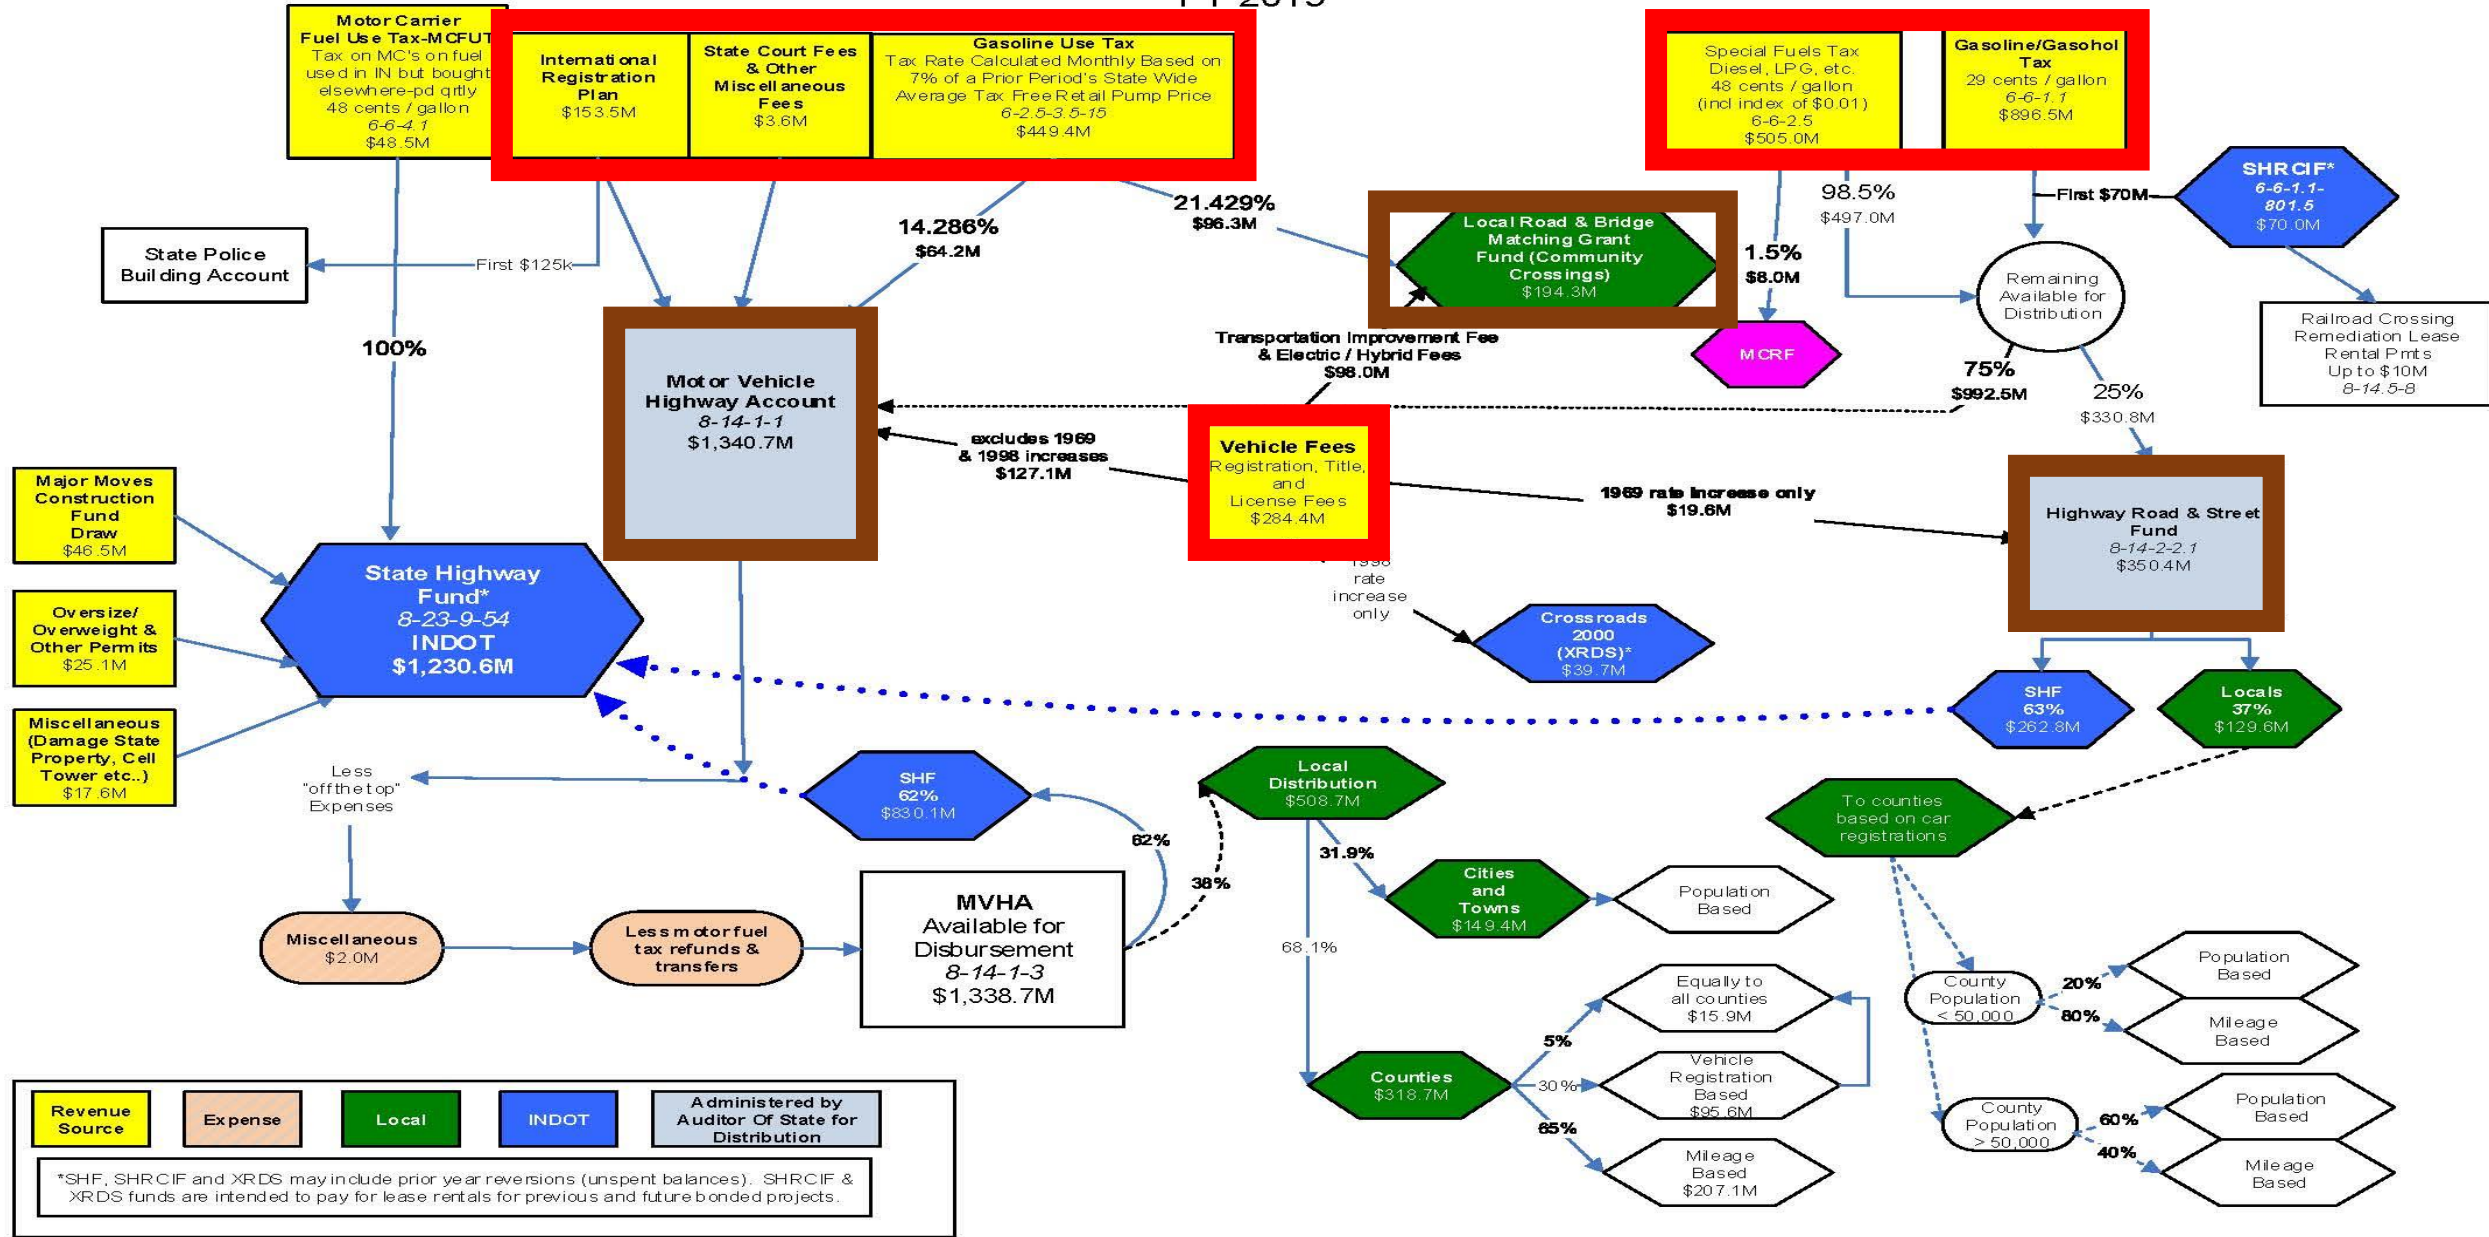 Motor Carrier
Fuel Use Tax-MCFUT
Tax on MC's on fuel
used in IN but bought
elsewhere-pd qrtly
48 cents / gallon
6-6-4.1
$48.5M
International
Registration
Plan
$153.5M
State Court Fees
& Other
Miscellaneous
Fees
$3.6M
Gasoline Use Tax
Tax Rate Calculated Monthly Based on
7% of a Prior Period's State Wide
Average Tax Free Retail Pump Price
6-2.5-3.5-15
$449.4M
Special Fuels Tax
Diesel, LPG, etc.
48 cents / gallon
(incl index of $0.01)
6-6-2.5
$505.0M
Gasoline/Gasohol
Tax
29 cents / gallon
6-6-1.1
$896.5M
SHRCIF*
6-6-1.1-
801.5
$70.0M
First $70M
98.5%
$497.0M
1.5%
$8.0M
21.429%
$96.3M
14.286%
$64.2M
State Police
Building Account
First $125k
100%
Local Road & Bridge
Matching Grant
Fund (Community
Crossings)
$194.3M
MCRF
Remaining
Available for
Distribution
Railroad Crossing
Remediation Lease
Rental Pmts
Up to $10M
8-14.5-8
Transportation Improvement Fee
& Electric / Hybrid Fees
$98.0M
75%
$992.5M
25%
$330.8M
Motor Vehicle
Highway Account
8-14-1-1
$1,340.7M
excludes 1969
& 1998 increases
$127.1M
Vehicle Fees
Registration, Title,
and
License Fees
$284.4M
1969 rate increase only
$19.6M
Highway Road & Street
Fund
8-14-2-2.1
$350.4M
Major Moves
Construction
Fund
Draw
$46.5M
State Highway
Fund*
8-23-9-54
INDOT
$1,230.6M
Oversize/
Overweight &
Other Permits
$25.1M
Miscellaneous
(Damage State
Property, Cell
Tower etc..)
$17.6M
1998
rate
increase
only
Crossroads
2000
(XRDS)*
$39.7M
SHF
63%
$262.8M
Locals
37%
$129.6M
Less
"off the top"
Expenses
SHF
62%
$830.1M
62%
38%
Local
Distribution
$508.7M
To counties
based on car
registrations
31.9%
68.1%
Cities
and
Towns
$149.4M
Population
Based
Miscellaneous
$2.0M
Less motor fuel
tax refunds &
transfers
MVHA
Available for
Disbursement
8-14-1-3
$1,338.7M
Counties
$318.7M
5%
30%
65%
Equally to
all counties
$15.9M
Vehicle
Registration
Based
$95.6M
Mileage
Based
$207.1M
County
Population
< 50,000
20%
80%
Population
Based
Mileage
Based
County
Population
> 50,000
60%
40%
Population
Based
Mileage
Based
Revenue
Source
Expense
Local
INDOT
Administered by
Auditor Of State for
Distribution
*SHF, SHRCIF and XRDS may include prior year reversions (unspent balances). SHRCIF &
XRDS funds are intended to pay for lease rentals for previous and future bonded projects.